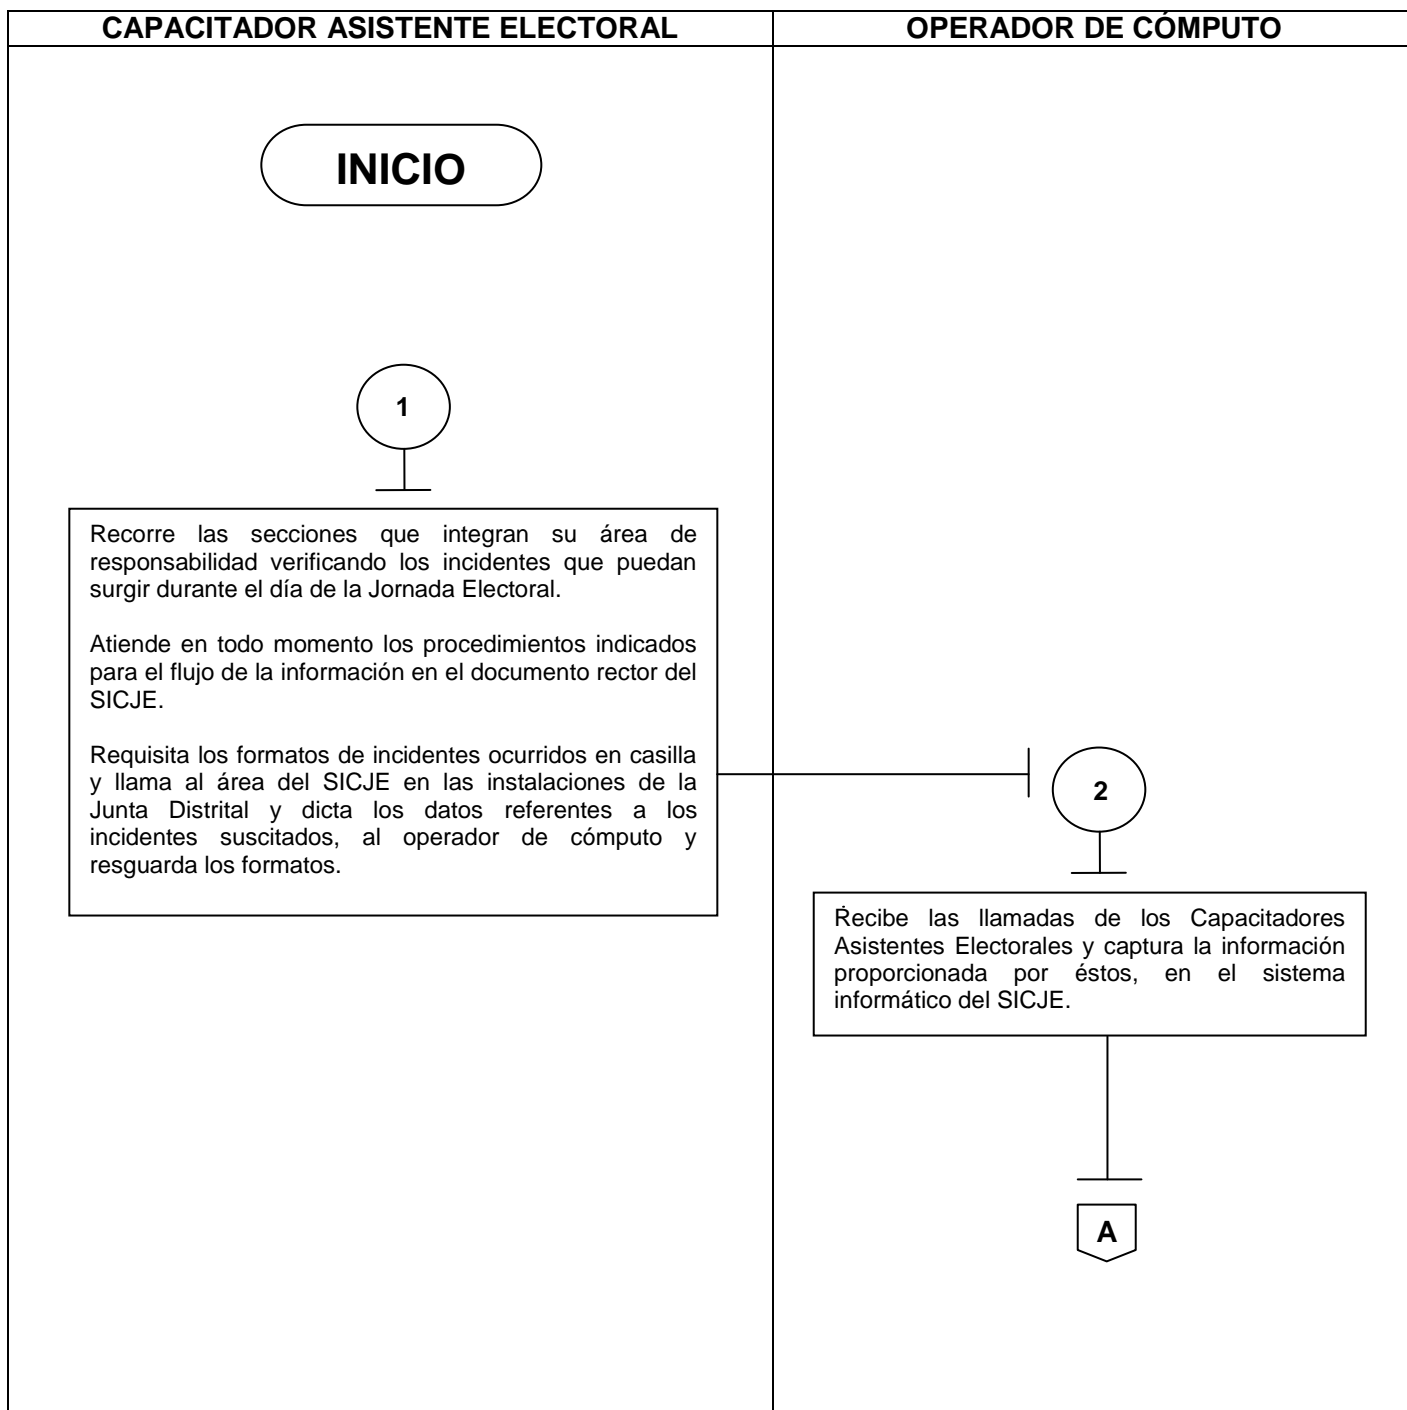 CAPACITADOR ASISTENTE ELECTORAL
OPERADOR DE CÓMPUTO
INICIO
1
Recorre las secciones que integran su área de
responsabilidad verificando los incidentes que puedan
surgir durante el día de la Jornada Electoral.
Atiende en todo momento los procedimientos indicados
para el flujo de la información en el documento rector del
SICJE.
Requisita los formatos de incidentes ocurridos en casilla
y llama al área del SICJE en las instalaciones de la
Junta Distrital y dicta los datos referentes a los
incidentes suscitados, al operador de cómputo y
resguarda los formatos.
2
Recibe las llamadas de los Capacitadores
Asistentes Electorales y captura la información
proporcionada por éstos, en el sistema
informático del SICJE.
A